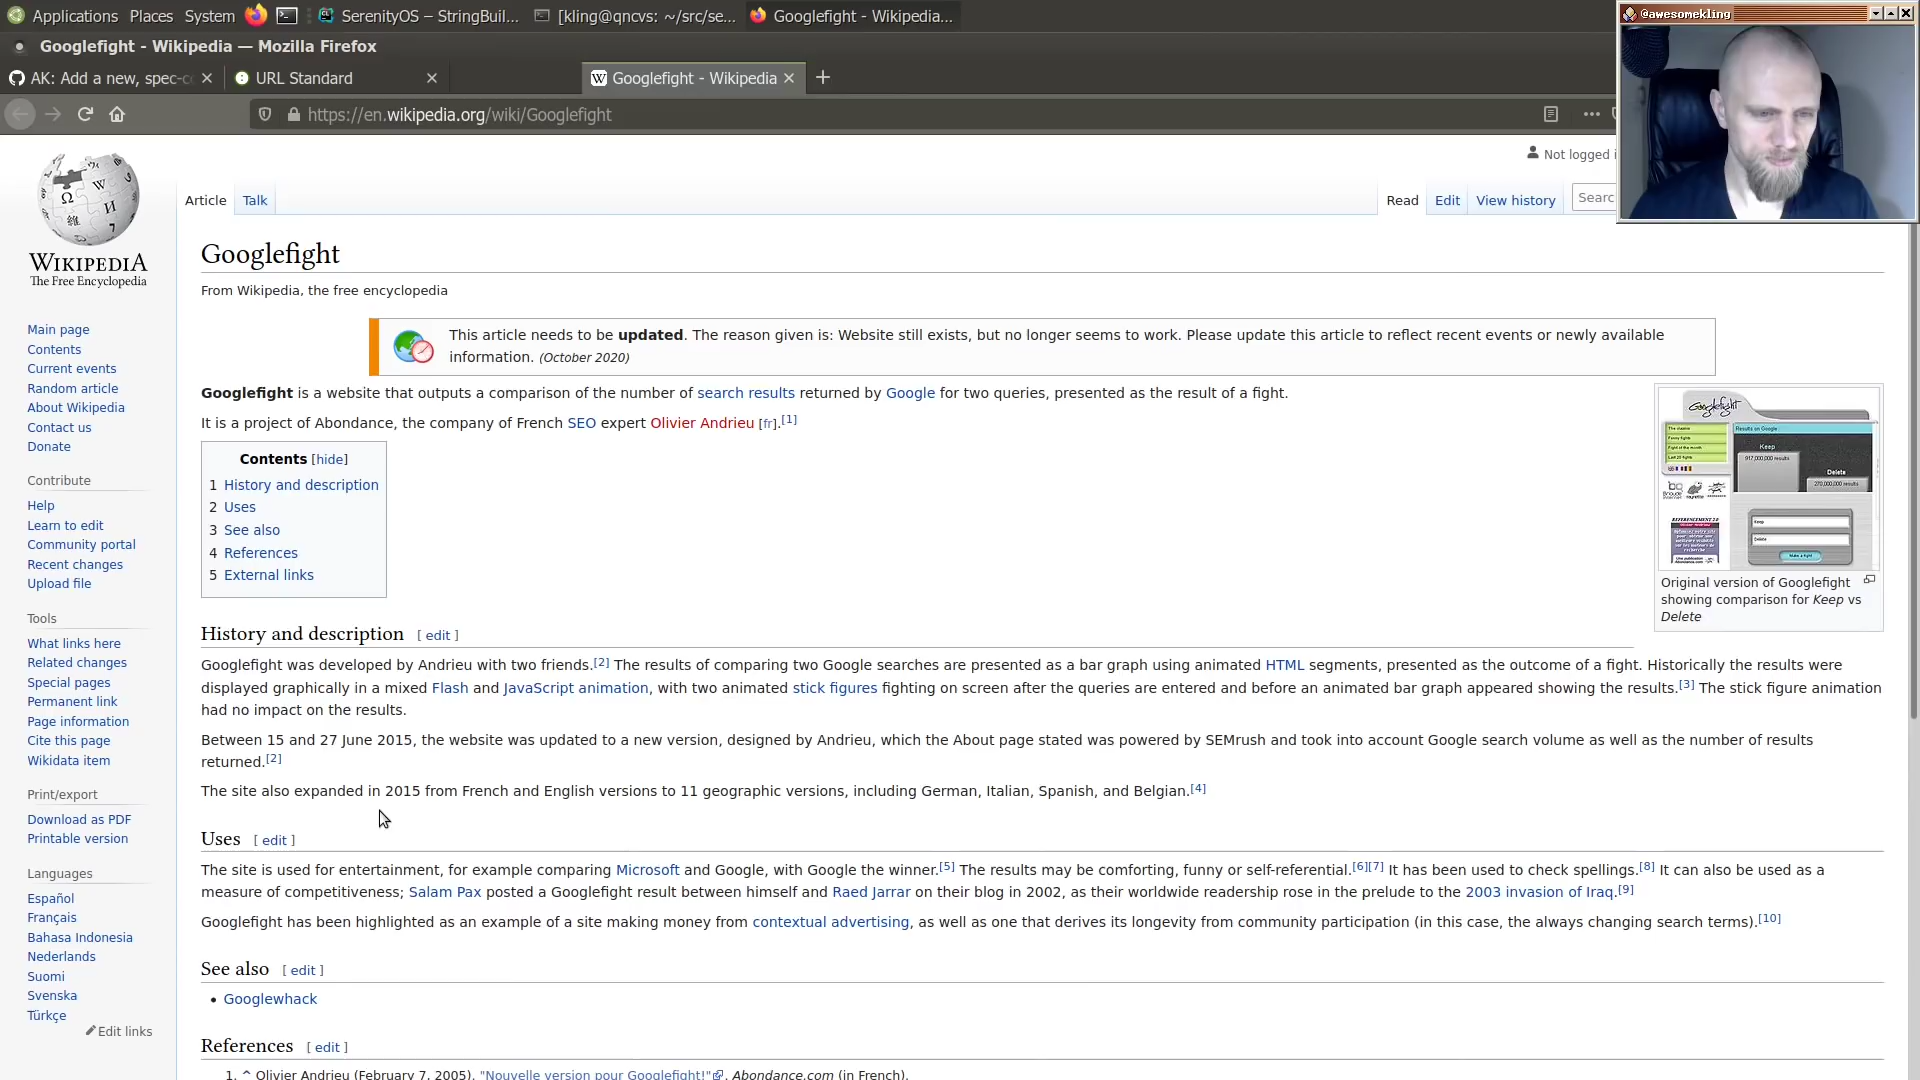 Applications Places System SerenityOS – StringBuil... [kling@qncvs: ~/src/se... Googlefight - Wikipedia...
@awesomekling
Googlefight - Wikipedia — Mozilla Firefox
AK: Add a new, spec-c URL Standard Googlefight - Wikipedia
https://en.wikipedia.org/wiki/Googlefight
Not logged i
WIKIPEDIA
The Free Encyclopedia
Article Talk Read Edit View history Searc
Googlefight
From Wikipedia, the free encyclopedia
This article needs to be updated. The reason given is: Website still exists, but no longer seems to work. Please update this article to reflect recent events or newly available
information. (October 2020)
Googlefight is a website that outputs a comparison of the number of search results returned by Google for two queries, presented as the result of a fight.
It is a project of Abondance, the company of French SEO expert Olivier Andrieu [fr].[1]
Contents [hide]
1 History and description
2 Uses
3 See also
4 References
5 External links
Googlefight
Results on Google
Keep
917,000,000 results
Delete
270,000,000 results
Keep
Delete
Make a fight
Original version of Googlefight
showing comparison for Keep vs
Delete
History and description [ edit ]
Googlefight was developed by Andrieu with two friends.[2] The results of comparing two Google searches are presented as a bar graph using animated HTML segments, presented as the outcome of a fight. Historically the results were
displayed graphically in a mixed Flash and JavaScript animation, with two animated stick figures fighting on screen after the queries are entered and before an animated bar graph appeared showing the results.[3] The stick figure animation
had no impact on the results.
Between 15 and 27 June 2015, the website was updated to a new version, designed by Andrieu, which the About page stated was powered by SEMrush and took into account Google search volume as well as the number of results
returned.[2]
The site also expanded in 2015 from French and English versions to 11 geographic versions, including German, Italian, Spanish, and Belgian.[4]
Uses [ edit ]
The site is used for entertainment, for example comparing Microsoft and Google, with Google the winner.[5] The results may be comforting, funny or self-referential.[6][7] It has been used to check spellings.[8] It can also be used as a
measure of competitiveness; Salam Pax posted a Googlefight result between himself and Raed Jarrar on their blog in 2002, as their worldwide readership rose in the prelude to the 2003 invasion of Iraq.[9]
Googlefight has been highlighted as an example of a site making money from contextual advertising, as well as one that derives its longevity from community participation (in this case, the always changing search terms).[10]
See also [ edit ]
• Googlewhack
References [ edit ]
1. ^ Olivier Andrieu (February 7, 2005). "Nouvelle version pour Googlefight!". Abondance.com (in French).
Main page
Contents
Current events
Random article
About Wikipedia
Contact us
Donate
Contribute
Help
Learn to edit
Community portal
Recent changes
Upload file
Tools
What links here
Related changes
Special pages
Permanent link
Page information
Cite this page
Wikidata item
Print/export
Download as PDF
Printable version
Languages
Español
Français
Bahasa Indonesia
Nederlands
Suomi
Svenska
Türkçe
Edit links